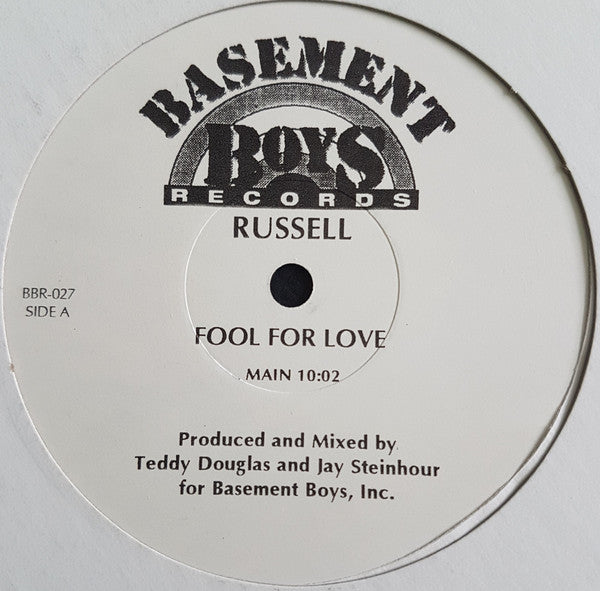 BASEMENT
BOYS
RECORDS
RUSSELL
BBR-027
SIDE A
FOOL FOR LOVE
MAIN 10:02
Produced and Mixed by
Teddy Douglas and Jay Steinhour
for Basement Boys, Inc.